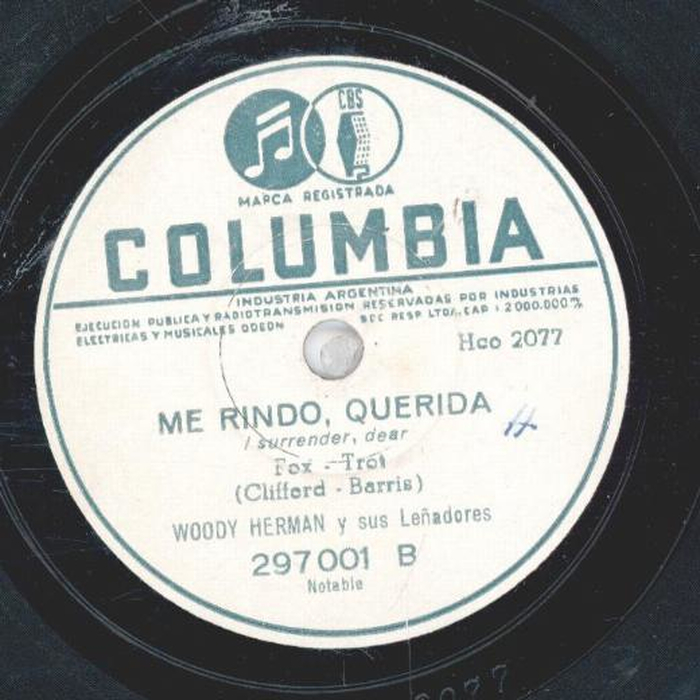 CBS
MARCA REGISTRADA
COLUMBIA
INDUSTRIA ARGENTINA
EJECUCION PUBLICA Y RADIOTRANSMISION RESERVADAS POR INDUSTRIAS
ELECTRICAS Y MUSICALES ODEON SOC RESP. LTDA. CAP : 2 000.000 %
Hco 2077
ME RINDO, QUERIDA
I surrender, dear
Fox - Trot
(Clifford - Barris)
WOODY HERMAN y sus Leñadores
297001 B
Notable
2077